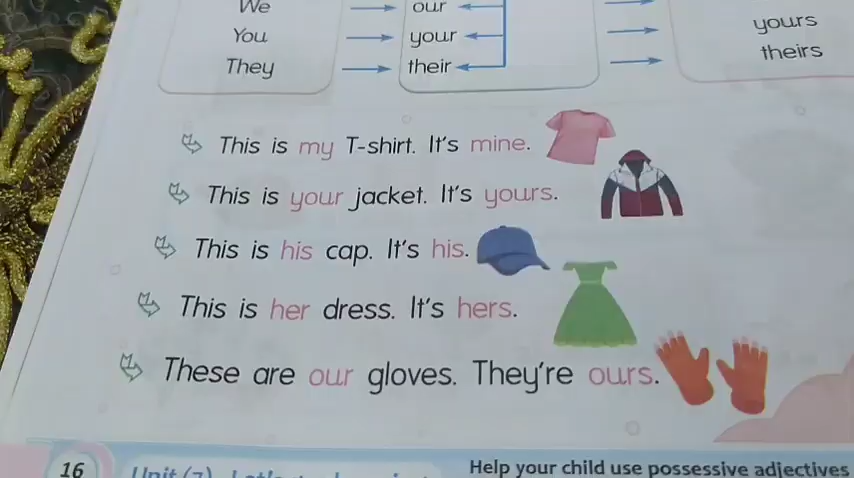 We our
You your yours
They their theirs
This is my T-shirt. It's mine.
This is your jacket. It's yours.
This is his cap. It's his.
This is her dress. It's hers.
These are our gloves. They're ours.
16 Unit (7) Help your child use possessive adjectives